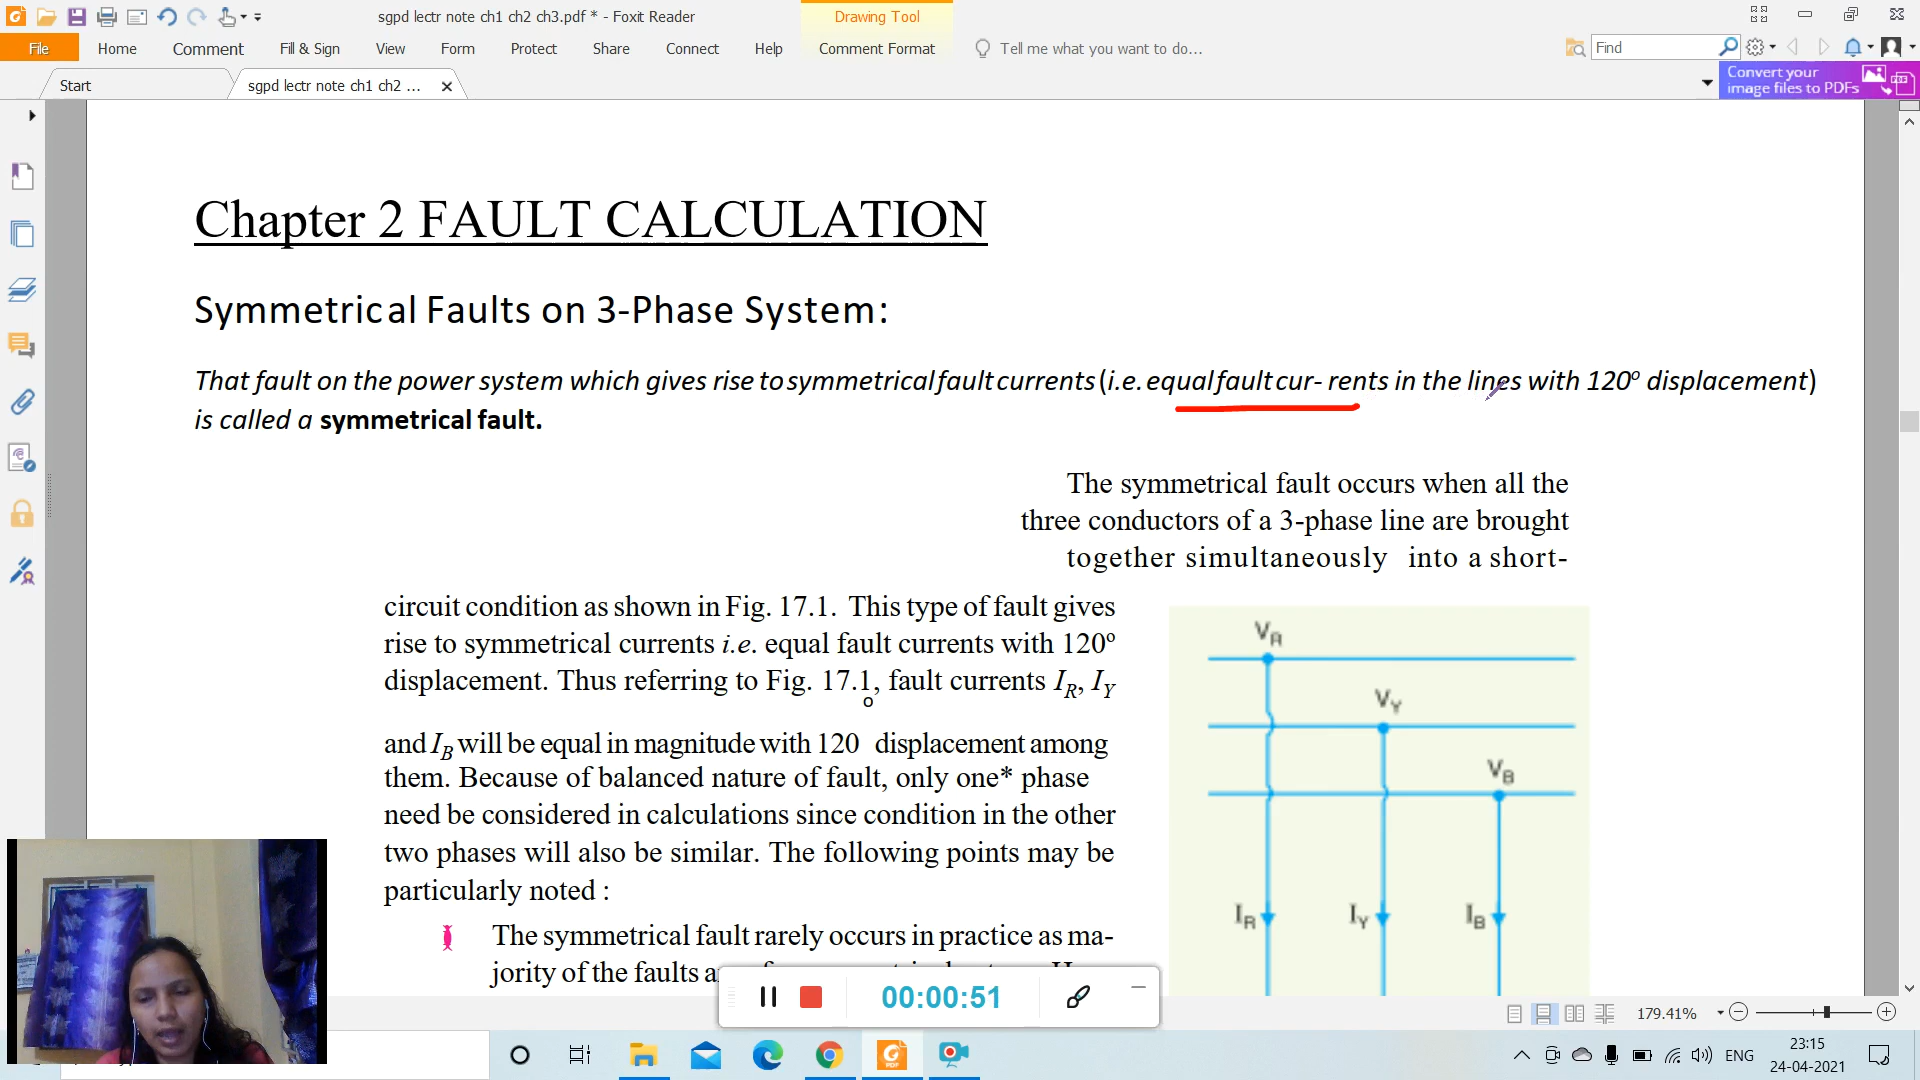 sgpd lectr note ch1 ch2 ch3.pdf * - Foxit Reader
Drawing Tool
File Home Comment Fill & Sign View Form Protect Share Connect Help Comment Format Tell me what you want to do... Find
Start
sgpd lectr note ch1 ch2 ...
Convert your
image files to PDFs
Chapter 2 FAULT CALCULATION
Symmetrical Faults on 3-Phase System:
That fault on the power system which gives rise to symmetrical fault currents (i.e. equal fault cur- rents in the lines with 120º displacement)
is called a symmetrical fault.
The symmetrical fault occurs when all the
three conductors of a 3-phase line are brought
together simultaneously into a short-
circuit condition as shown in Fig. 17.1. This type of fault gives
rise to symmetrical currents i.e. equal fault currents with 120º
displacement. Thus referring to Fig. 17.1, fault currents IR, IY
o
and IB will be equal in magnitude with 120 displacement among
them. Because of balanced nature of fault, only one* phase
need be considered in calculations since condition in the other
two phases will also be similar. The following points may be
particularly noted :
The symmetrical fault rarely occurs in practice as ma-
jority of the faults
VR
VY
VB
IR IY IB
00:00:51
179.41%
ENG
23:15
24-04-2021